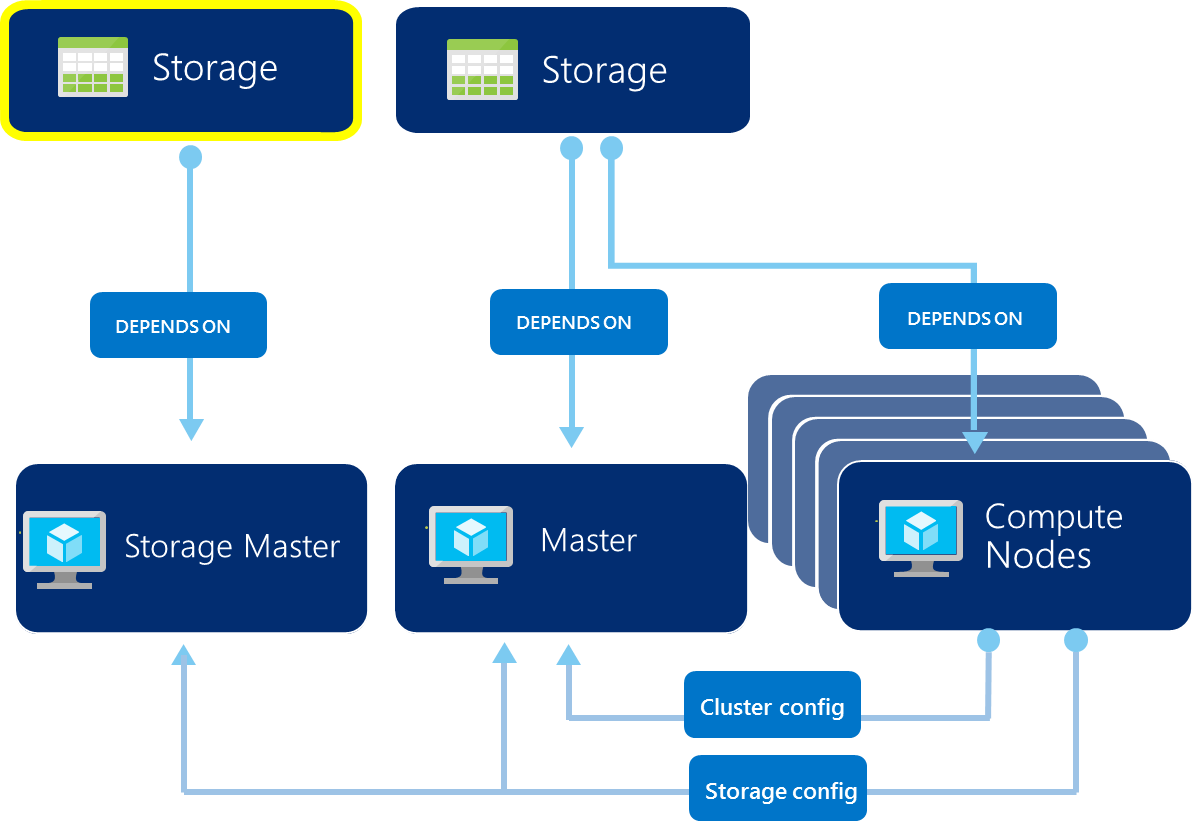 Storage
Storage
DEPENDS ON
DEPENDS ON
DEPENDS ON
Storage Master
Master
Compute
Nodes
Cluster config
Storage config